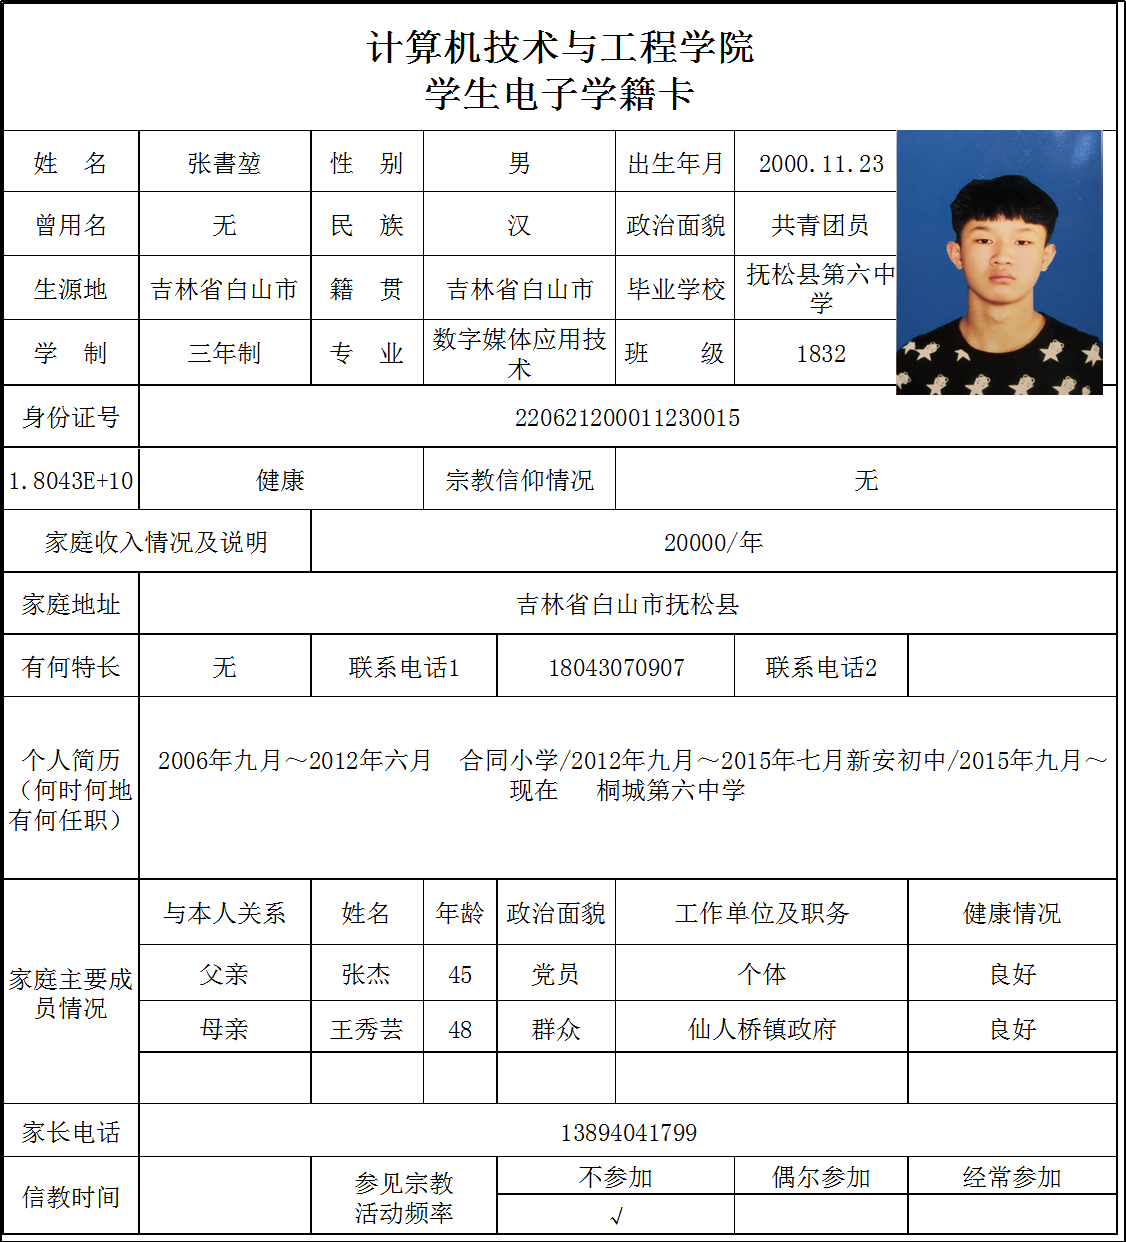 计算机技术与工程学院
学生电子学籍卡
姓 名 张書堃 性 别 男 出生年月 2000.11.23
曾用名 无 民 族 汉 政治面貌 共青团员
生源地 吉林省白山市 籍 贯 吉林省白山市 毕业学校 抚松县第六中
学
学 制 三年制 专 业 数字媒体应用技
术 班 级 1832
身份证号 220621200011230015
1.8043E+10 健康 宗教信仰情况 无
家庭收入情况及说明 20000/年
家庭地址 吉林省白山市抚松县
有何特长 无 联系电话1 18043070907 联系电话2
个人简历
（何时何地
有何任职）
2006年九月～2012年六月 合同小学/2012年九月～2015年七月新安初中/2015年九月～
现在 桐城第六中学
家庭主要成
员情况
与本人关系 姓名 年龄 政治面貌 工作单位及职务 健康情况
父亲 张杰 45 党员 个体 良好
母亲 王秀芸 48 群众 仙人桥镇政府 良好
家长电话 13894041799
信教时间
参见宗教
活动频率
不参加 偶尔参加 经常参加
√